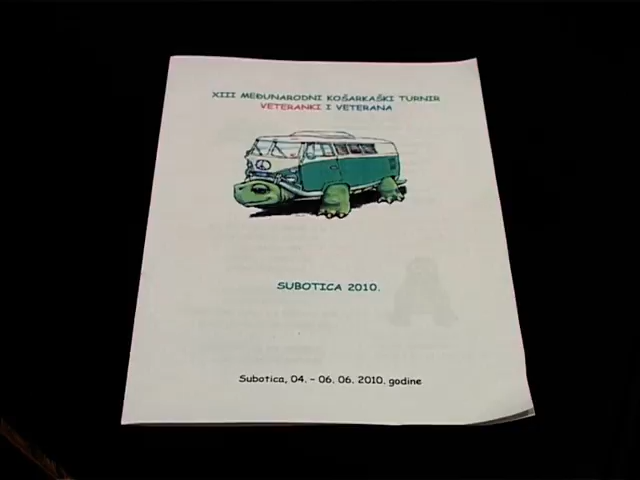 XIII MEĐUNARODNI KOŠARKAŠKI TURNIR
VETERANKI I VETERANA
SUBOTICA 2010.
Subotica, 04. – 06. 06. 2010. godine